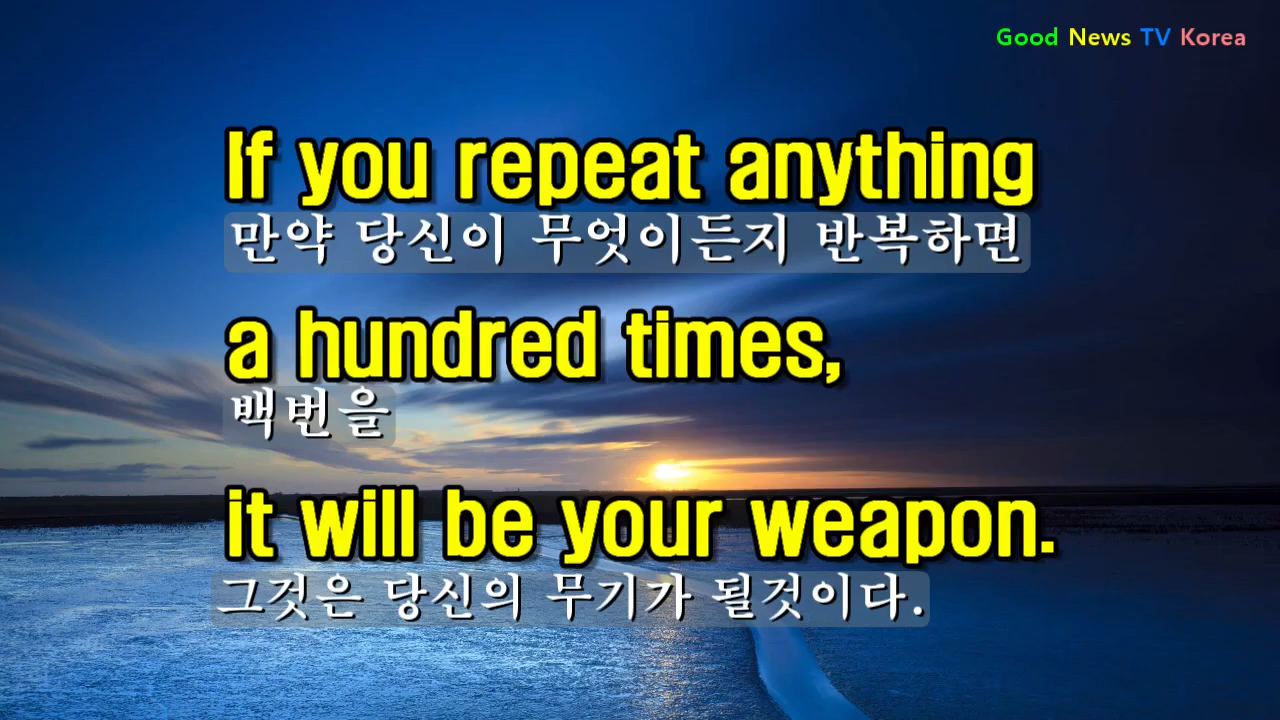 Good News TV Korea
If you repeat anything
만약 당신이 무엇이든지 반복하면
a hundred times,
백번을
it will be your weapon.
그것은 당신의 무기가 될것이다.